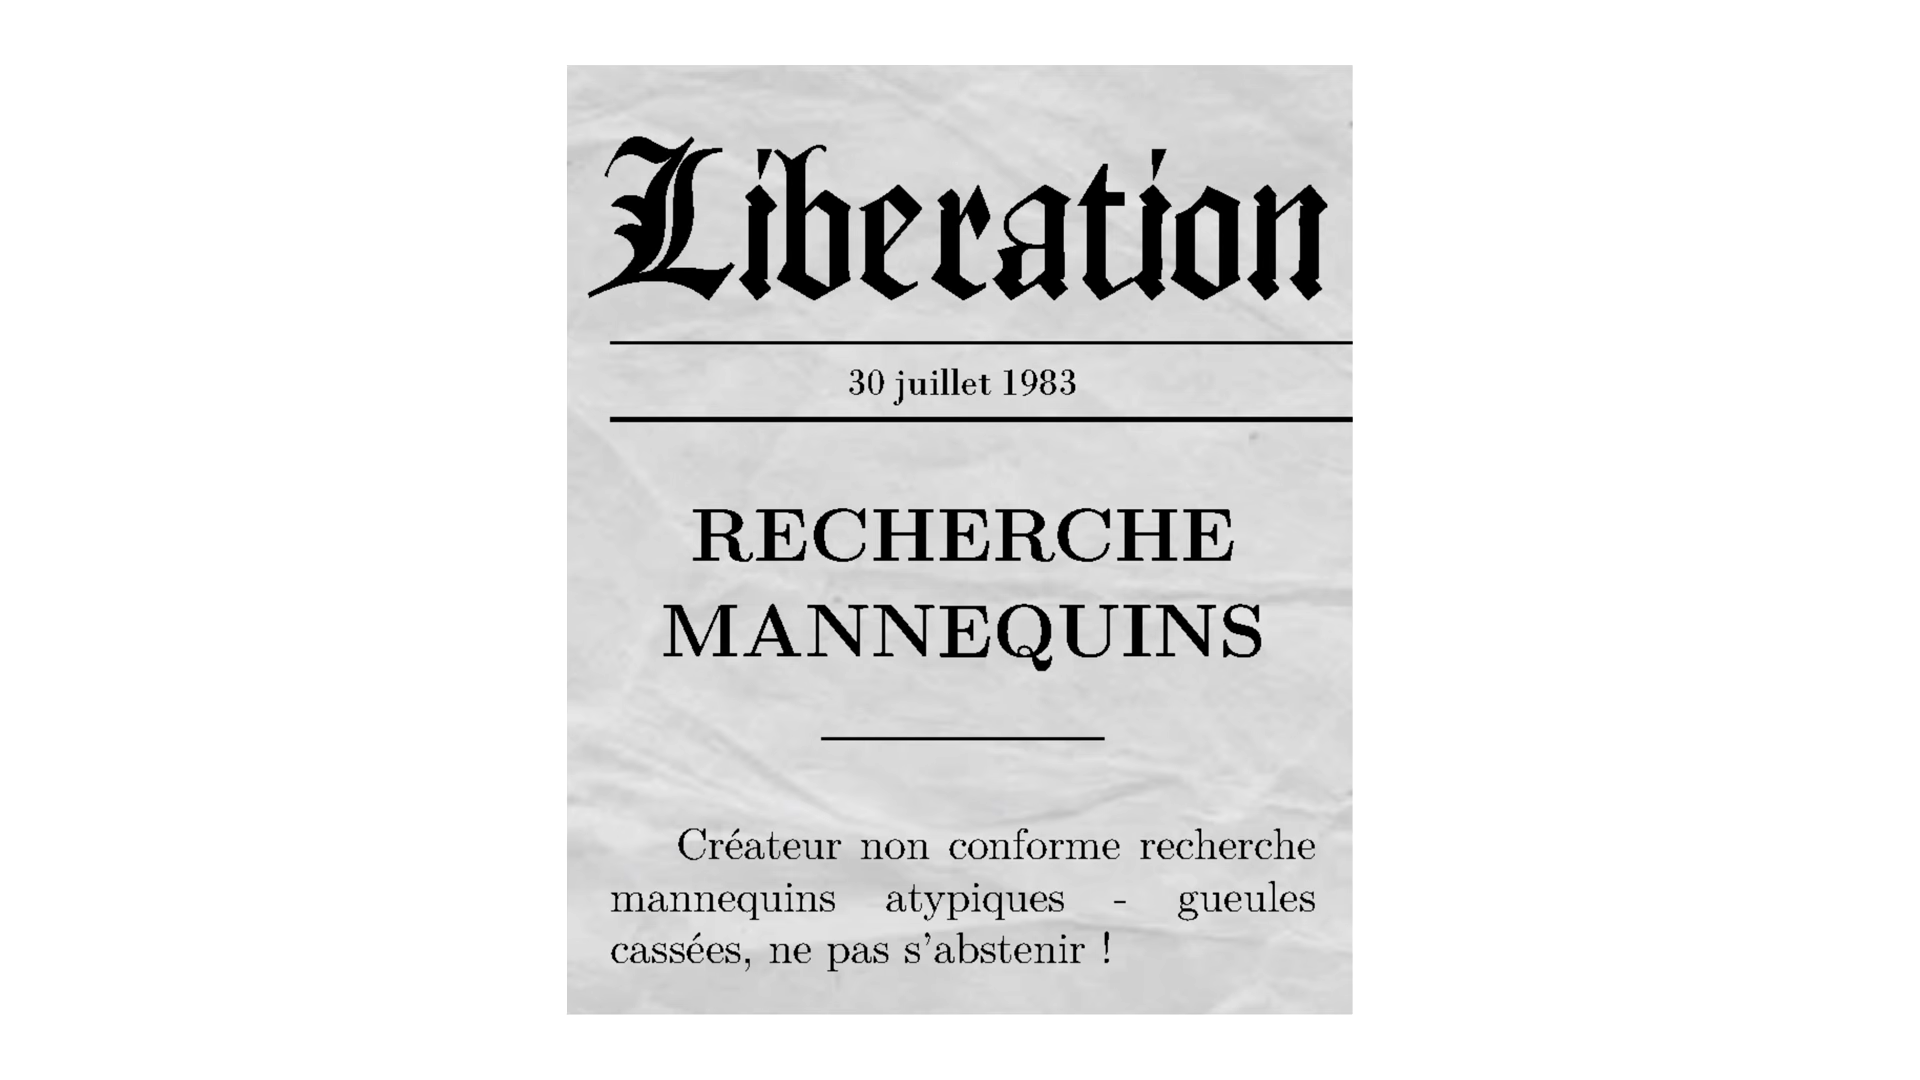 Liberation
30 juillet 1983
RECHERCHE
MANNEQUINS
Créateur non conforme recherche
mannequins atypiques - gueules
cassées, ne pas s'abstenir !